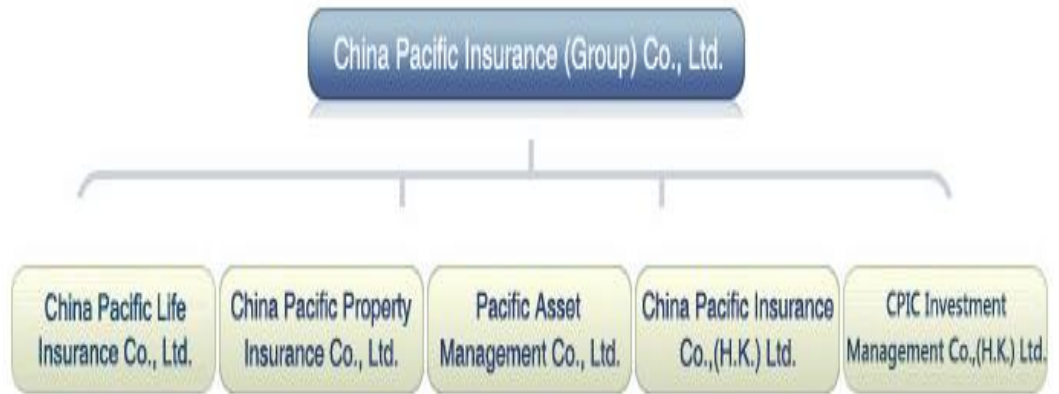 China Pacific Insurance (Group) Co., Ltd.
China Pacific Life
Insurance Co., Ltd.
China Pacific Property
Insurance Co., Ltd.
Pacific Asset
Management Co., Ltd.
China Pacific Insurance
Co.,(H.K.) Ltd.
CPIC Investment
Management Co.,(H.K.) Ltd.